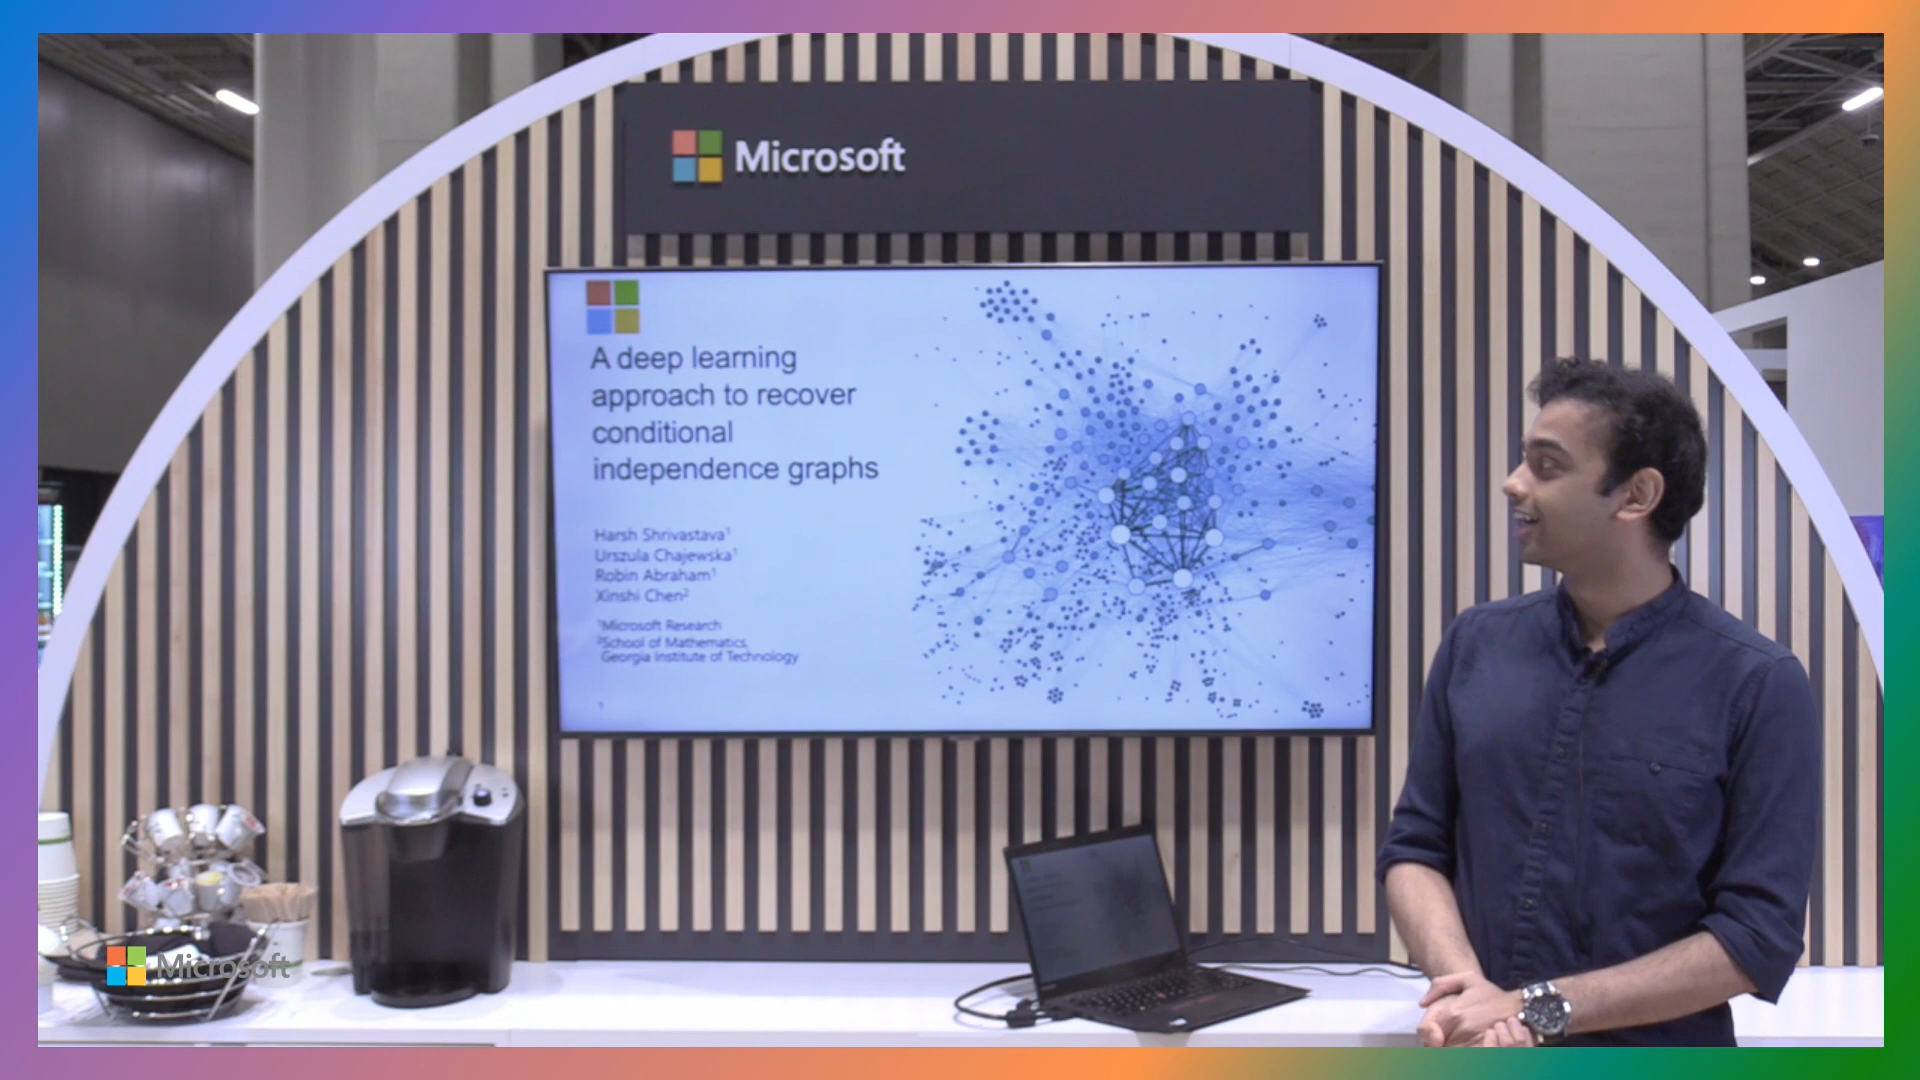 Microsoft
A deep learning
approach to recover
conditional
independence graphs
Harsh Shrivastava¹
Urszula Chajewska¹
Robin Abraham¹
Xinshi Chen²
¹Microsoft Research
²School of Mathematics,
Georgia Institute of Technology
1
Microsoft